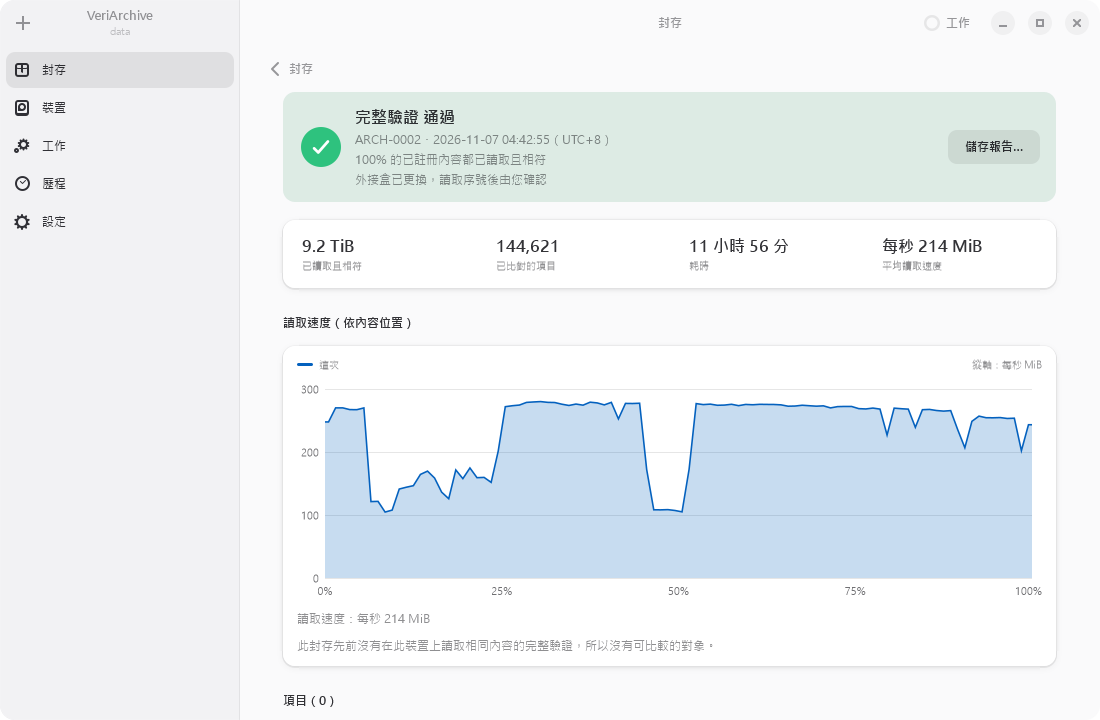 VeriArchive
data
封存
裝置
工作
歷程
設定
封存
工作
封存
完整驗證 通過
ARCH-0002 · 2026-11-07 04:42:55 ( UTC+8 )
100% 的已註冊內容都已讀取且相符
外接盒已更換，讀取序號後由您確認
儲存報告...
9.2 TiB
已讀取且相符
144,621
已比對的項目
11 小時 56 分
耗時
每秒 214 MiB
平均讀取速度
讀取速度 ( 依內容位置 )
這次
縱軸：每秒 MiB
300
200
100
0
0%
25%
50%
75%
100%
讀取速度：每秒 214 MiB
此封存先前沒有在此裝置上讀取相同內容的完整驗證，所以沒有可比較的對象。
項目 ( 0 )